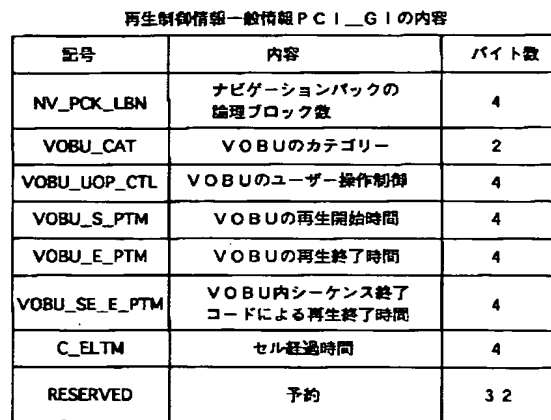 再生制御情報一般情報PCI__GIの内容
記号 内容 バイト数
NV_PCK_LBN ナビゲーションパックの
論理ブロック数 4
VOBU_CAT VOBUのカテゴリー 2
VOBU_UOP_CTL VOBUのユーザー操作制御 4
VOBU_S_PTM VOBUの再生開始時間 4
VOBU_E_PTM VOBUの再生終了時間 4
VOBU_SE_E_PTM VOBU内シーケンス終了
コードによる再生終了時間 4
C_ELTM セル経過時間 4
RESERVED 予約 32